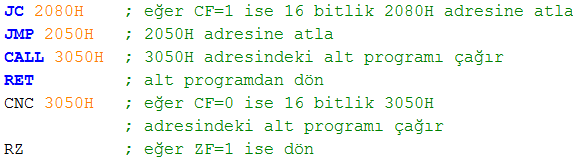 JC 2080H ; eğer CF=1 ise 16 bitlik 2080H adresine atla
JMP 2050H ; 2050H adresine atla
CALL 3050H ; 3050H adresindeki alt programı çağır
RET ; alt programdan dön
CNC 3050H ; eğer CF=0 ise 16 bitlik 3050H
; adresindeki alt programı çağır
RZ ; eğer ZF=1 ise dön